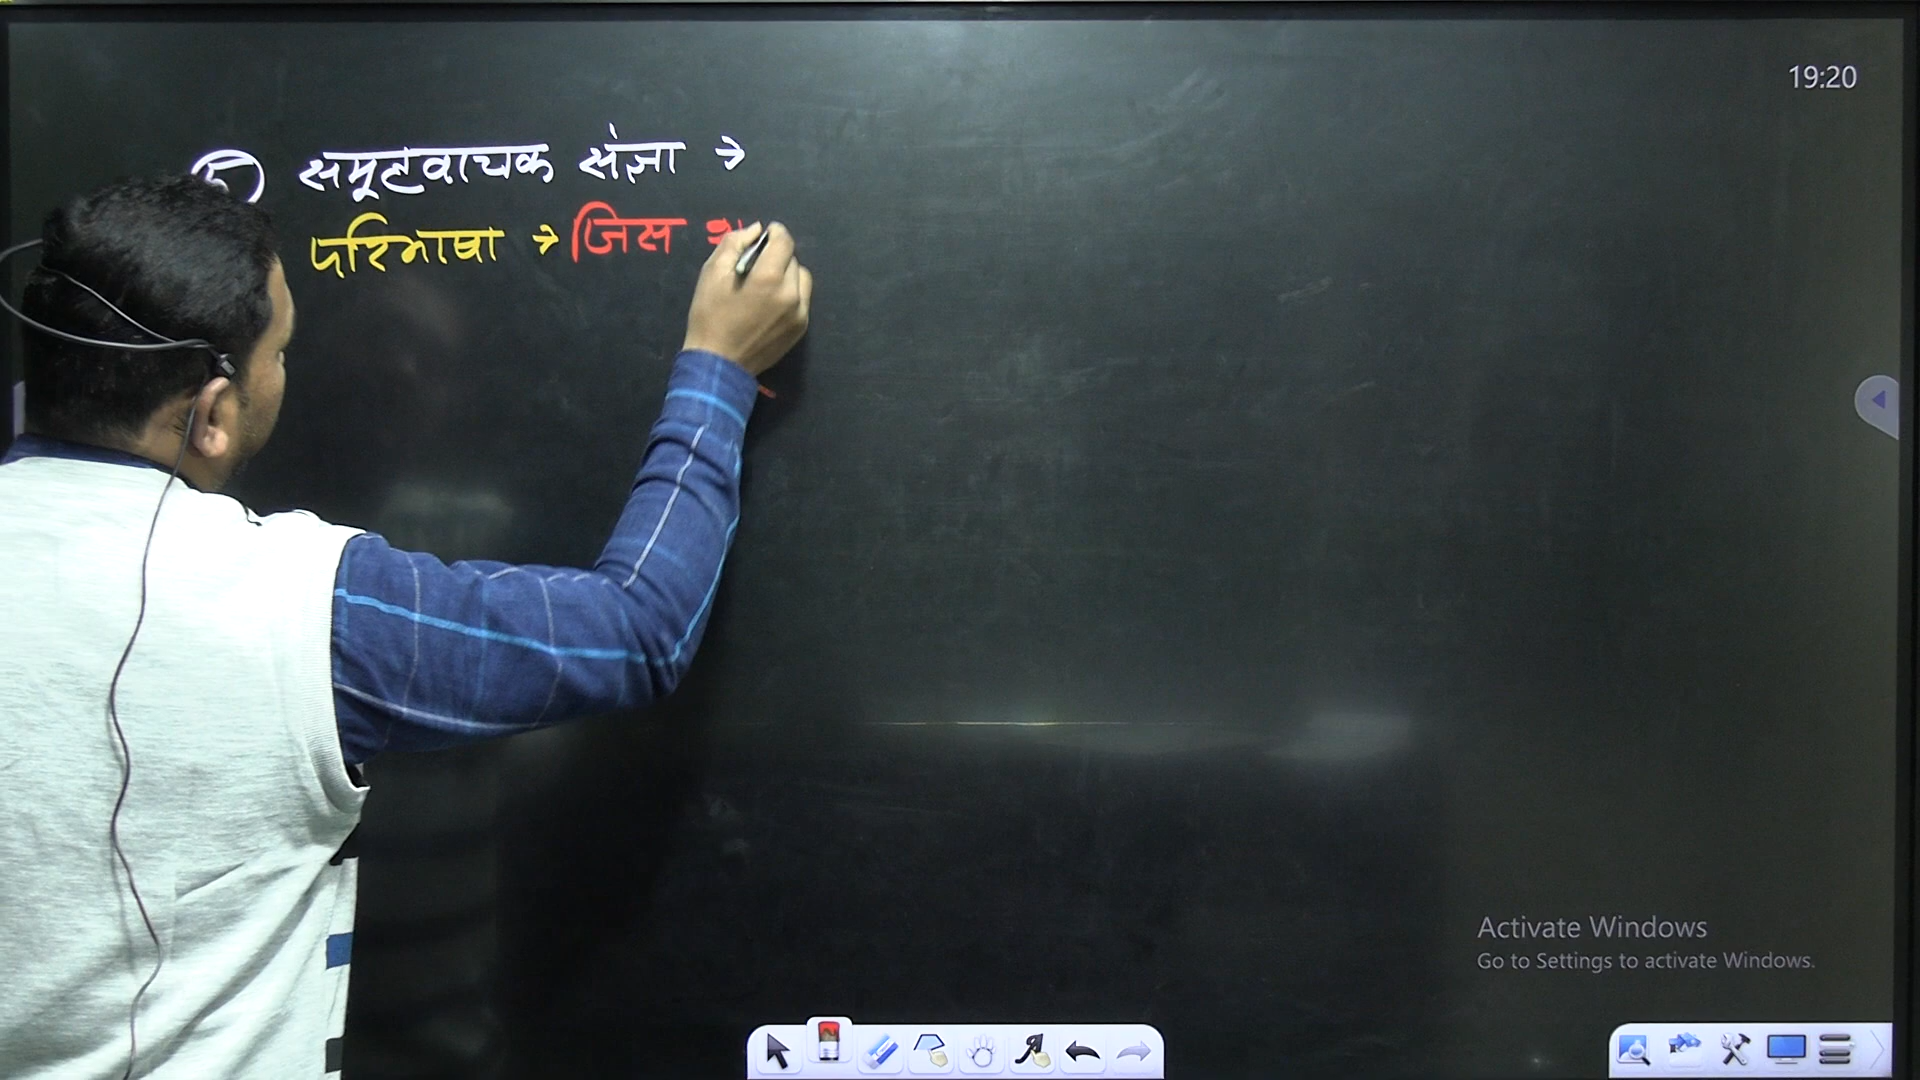 19:20
समूहवाचक संज्ञा →
परिभाषा → जिस
Activate Windows
Go to Settings to activate Windows.